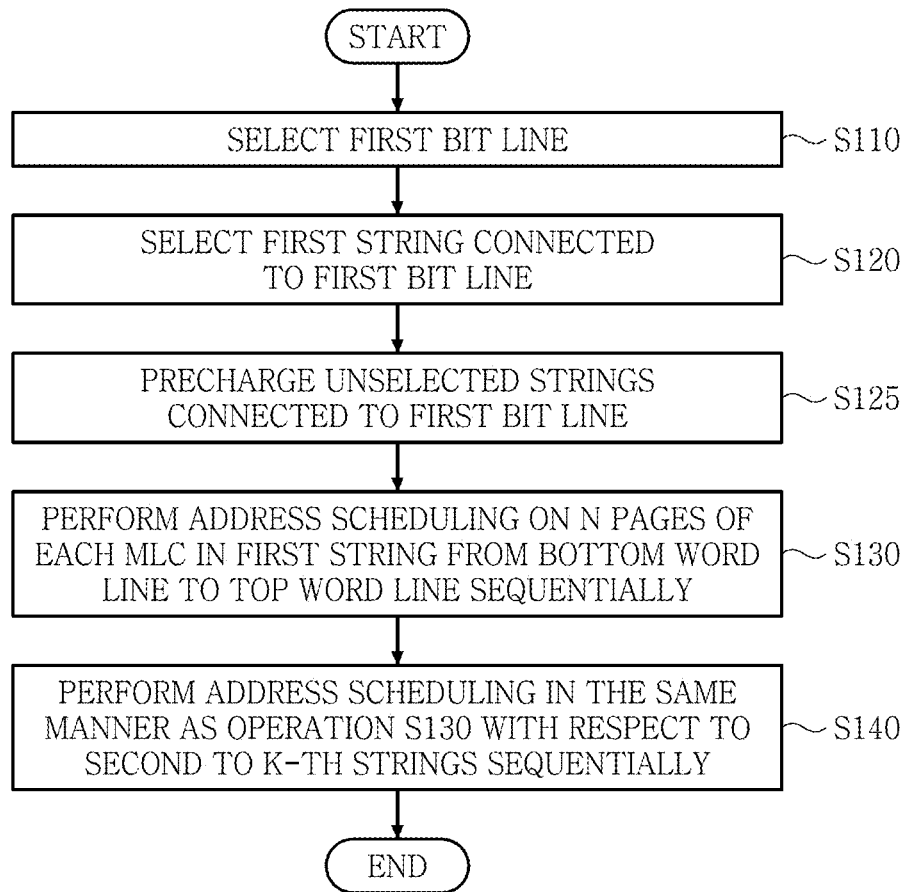 START
SELECT FIRST BIT LINE
S110
SELECT FIRST STRING CONNECTED
TO FIRST BIT LINE
S120
PRECHARGE UNSELECTED STRINGS
CONNECTED TO FIRST BIT LINE
S125
PERFORM ADDRESS SCHEDULING ON N PAGES OF
EACH MLC IN FIRST STRING FROM BOTTOM WORD
LINE TO TOP WORD LINE SEQUENTIALLY
S130
PERFORM ADDRESS SCHEDULING IN THE SAME
MANNER AS OPERATION S130 WITH RESPECT TO
SECOND TO K-TH STRINGS SEQUENTIALLY
S140
END